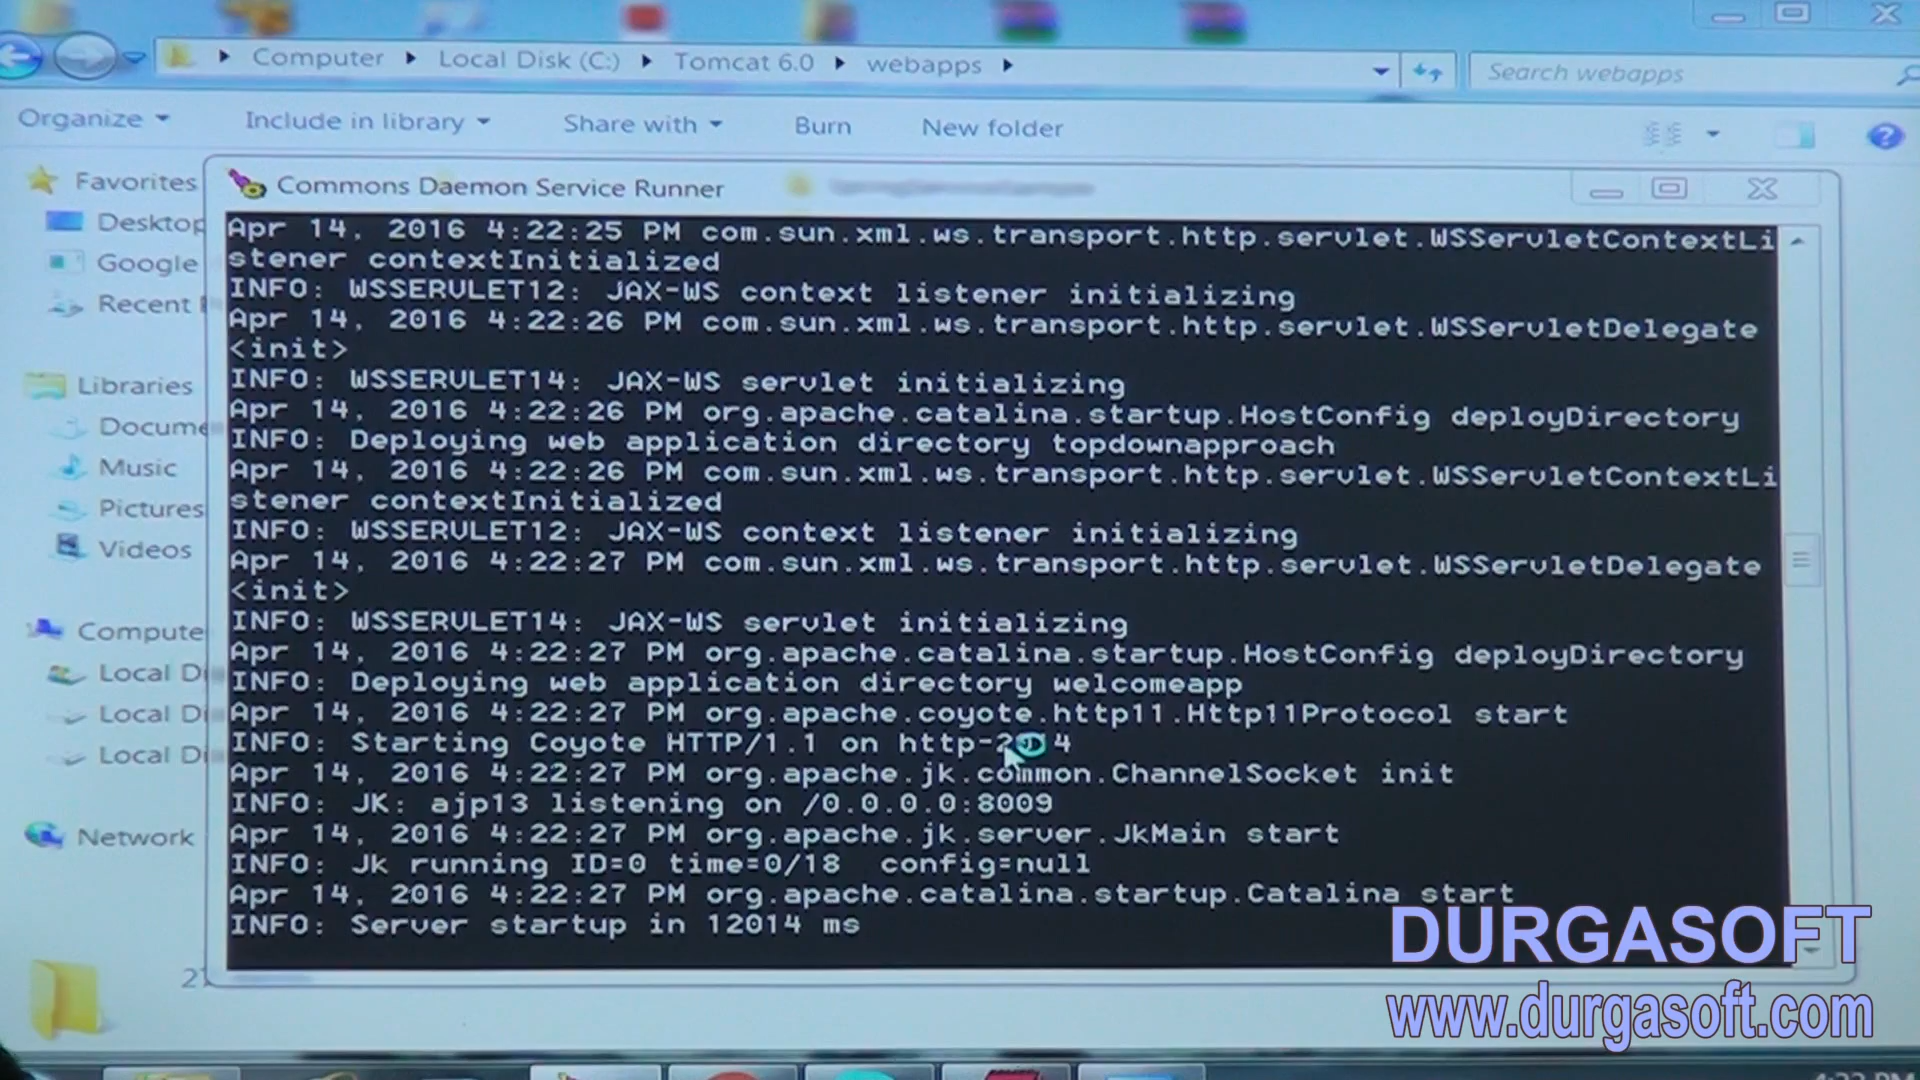 Computer Local Disk (C:) Tomcat 6.0 webapps
Search webapps
Organize Include in library Share with Burn New folder
Favorites
Desktop
Google
Recent
Libraries
Docume
Music
Pictures
Videos
Compute
Local Di
Local Di
Local Di
Network
Commons Daemon Service Runner
Apr 14, 2016 4:22:25 PM com.sun.xml.ws.transport.http.servlet.WSServletContextLi
stener contextInitialized
INFO: WSSERVLET12: JAX-WS context listener initializing
Apr 14, 2016 4:22:26 PM com.sun.xml.ws.transport.http.servlet.WSServletDelegate
<init>
INFO: WSSERVLET14: JAX-WS servlet initializing
Apr 14, 2016 4:22:26 PM org.apache.catalina.startup.HostConfig deployDirectory
INFO: Deploying web application directory topdownapproach
Apr 14, 2016 4:22:26 PM com.sun.xml.ws.transport.http.servlet.WSServletContextLi
stener contextInitialized
INFO: WSSERVLET12: JAX-WS context listener initializing
Apr 14, 2016 4:22:27 PM com.sun.xml.ws.transport.http.servlet.WSServletDelegate
<init>
INFO: WSSERVLET14: JAX-WS servlet initializing
Apr 14, 2016 4:22:27 PM org.apache.catalina.startup.HostConfig deployDirectory
INFO: Deploying web application directory welcomeapp
Apr 14, 2016 4:22:27 PM org.apache.coyote.http11.Http11Protocol start
INFO: Starting Coyote HTTP/1.1 on
Apr 14, 2016 4:22:27 PM org.apache.jk.common.ChannelSocket init
INFO: JK: ajp13 listening on /0.0.0.0:8009
Apr 14, 2016 4:22:27 PM org.apache.jk.server.JkMain start
INFO: Jk running ID=0 time=0/18 config=null
Apr 14, 2016 4:22:27 PM org.apache.catalina.startup.Catalina start
INFO: Server startup in 12014 ms
DURGASOFT
www.durgasoft.com